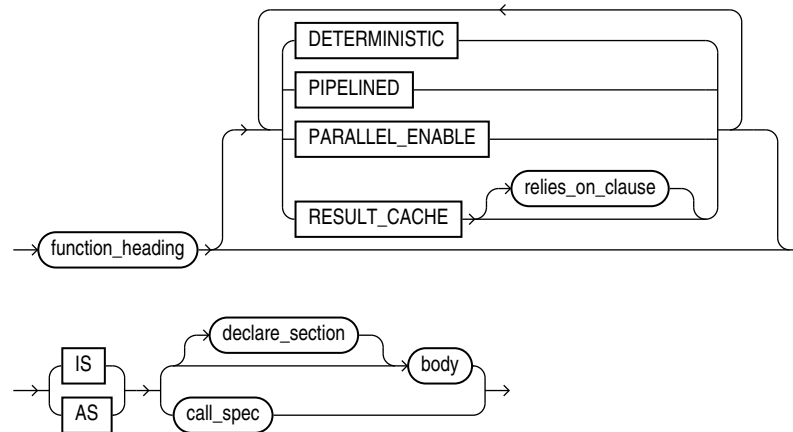 DETERMINISTIC
PIPELINED
PARALLEL_ENABLE
relies_on_clause
RESULT_CACHE
function_heading
declare_section
IS
body
AS
call_spec